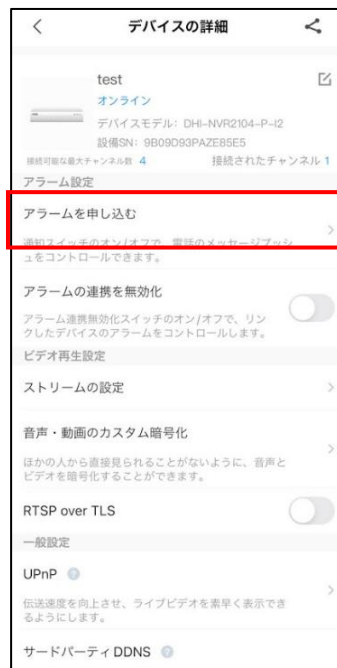 デバイスの詳細
test
オンライン
デバイスモデル: DHI-NVR2104-P-I2
設備SN: 9B09D93PAZE85E5
接続可能な最大チャンネル数 4
接続されたチャンネル 1
アラーム設定
アラームを申し込む
通知スイッチのオン/オフで、電話のメッセージプッシ
ュをコントロールできます。
アラームの連携を無効化
アラーム連携無効化スイッチのオン/オフで、リン
クしたデバイスのアラームをコントロールします。
ビデオ再生設定
ストリームの設定
音声・動画のカスタム暗号化
ほかの人から直接見られることがないように、音声と
ビデオを暗号化することができます。
RTSP over TLS
一般設定
UPnP
伝送速度を向上させ、ライブビデオを素早く表示でき
るようにします。
サードパーティDDNS